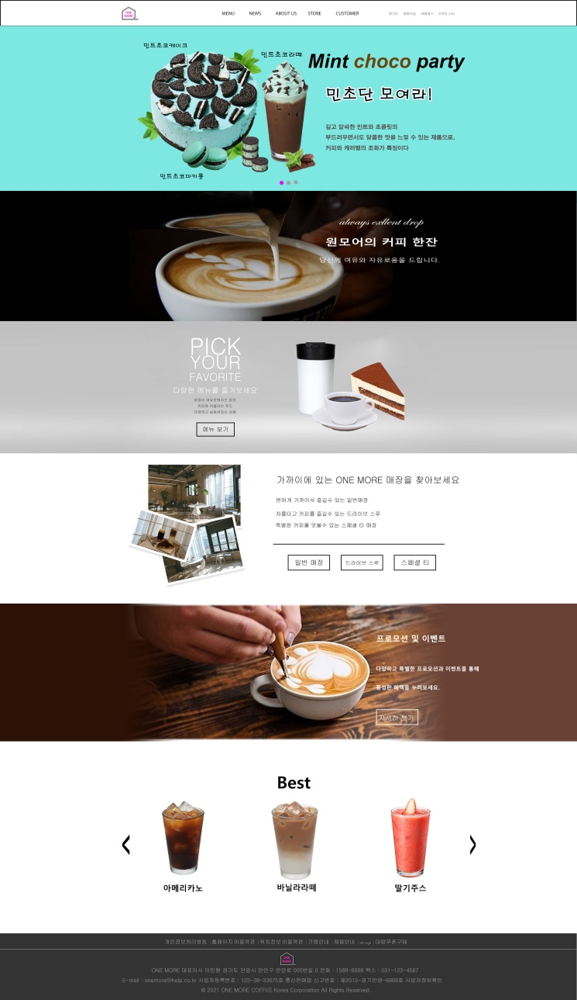 ONE
MORE
MENU NEWS ABOUT US STORE CUSTOMER 로그인 회원가입 매장찾기 고객의 소리
민트초코케이크
민트초코라떼
Mint choco party
민초단 모여라!
깊고 알싸한 민트와 초콜릿의
부드러우면서도 달콤한 맛을 느낄 수 있는 제품으로,
커피와 캐러멜의 조화가 특징이다
민트초코마카롱
always exllent drop
원모어의 커피 한잔
당신께 여유와 자유로움을 드립니다.
PICK
YOUR
FAVORITE
다양한 메뉴를 즐겨보세요
커피와 어울리는 푸드
메뉴 보기
가까이에 있는 ONE MORE 매장을 찾아보세요
편하게 가까이서 즐길수 있는 일반매장
차를타고 커피를 즐길수 있는 드라이브 스루
특별한 커피를 맛볼수 있는 스페셜 티 매장
일반 매장 드라이브 스루 스페셜 티
프로모션 및 이벤트
다양하고 특별한 프로모션과 이벤트를 통해
풍성한 혜택을 누려보세요.
자세히 보기
Best
아메리카노 바닐라라떼 딸기주스
개인정보처리방침 | 홈페이지 이용약관 | 위치정보 이용약관 | 가맹안내 | 채용안내 | | 대량쿠폰구매
ONE
MORE
ONE MORE 대표이사 이민형 경기도 안양시 만안구 만안로 000번길 0 전화 : 1588-6668 팩스 : 031-123-4567
E-mail : onemore@help.co.kr 사업자등록번호 : 123-38-33675호 통신판매업 신고번호 : 제2013-경기안양-6668호 사업자정보확인
© 2021 ONE MORE COFFEE Korea Corporation All Rights Reserved.